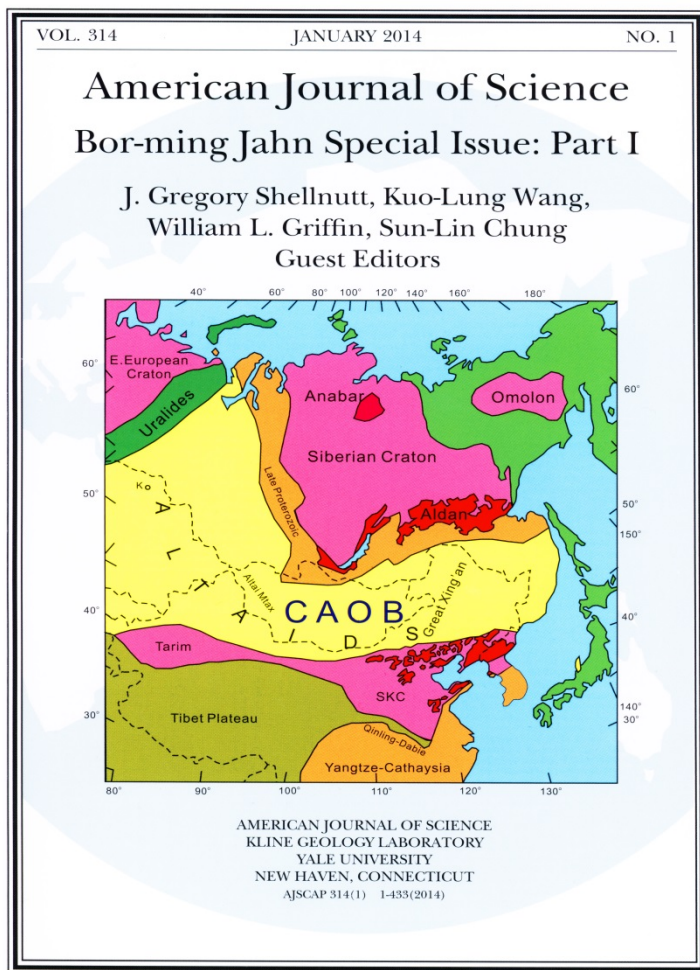 VOL. 314 JANUARY 2014 NO. 1
American Journal of Science
Bor-ming Jahn Special Issue: Part I
J. Gregory Shellnutt, Kuo-Lung Wang,
William L. Griffin, Sun-Lin Chung
Guest Editors
40° 60° 80° 100° 120° 140° 160° 180°
E.European
Craton
60°
Uralides
Anabar
Omolon
60°
Siberian Craton
Late Proterozoic
50°
Ko
Aldan
50°
150°
ALTAIDS
Altai Mtax
CAOB
Great Xing'an
40°
40°
Tarim
SKC
140°
30°
30°
Tibet Plateau
Qinling-Dabie
Yangtze-Cathaysia
80° 90° 100° 110° 120° 130°
AMERICAN JOURNAL OF SCIENCE
KLINE GEOLOGY LABORATORY
YALE UNIVERSITY
NEW HAVEN, CONNECTICUT
AJSCAP 314(1) 1-433(2014)